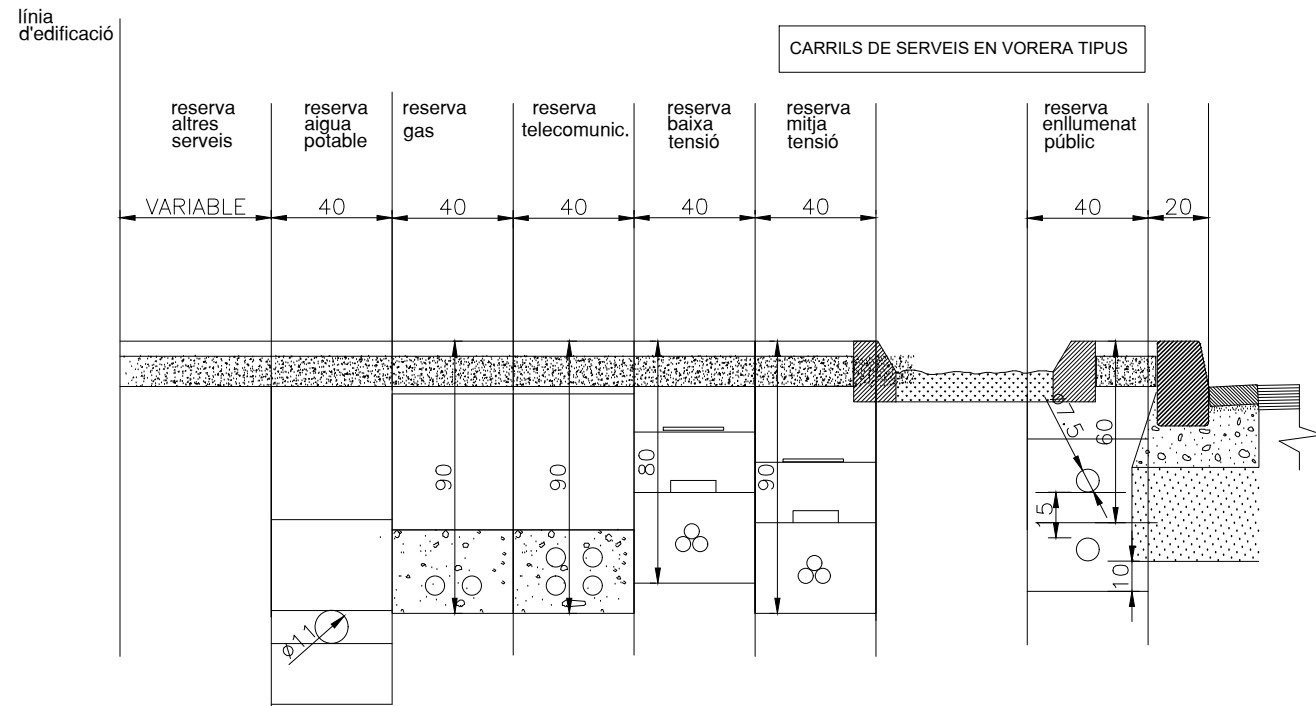 línia
d'edificació
CARRILS DE SERVEIS EN VORERA TIPUS
reserva
altres
serveis
reserva
aigua
potable
reserva
gas
reserva
telecomunic.
reserva
baixa
tensió
reserva
mitja
tensió
reserva
enllumenat
públic
VARIABLE
40
40
40
40
40
40
20
90
90
80
90
ø7.5
60
15
10
ø11